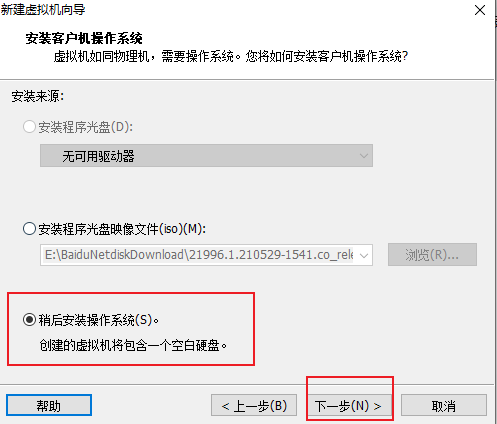 新建虚拟机向导
安装客户机操作系统
虚拟机如同物理机，需要操作系统。您将如何安装客户机操作系统?
安装来源:
安装程序光盘(D):
无可用驱动器
安装程序光盘映像文件(iso)(M):
E:\BaiduNetdiskDownload\21996.1.210529-1541.co_rele
浏览(R)...
稍后安装操作系统(S)。
创建的虚拟机将包含一个空白硬盘。
帮助
< 上一步(B)
下一步(N) >
取消